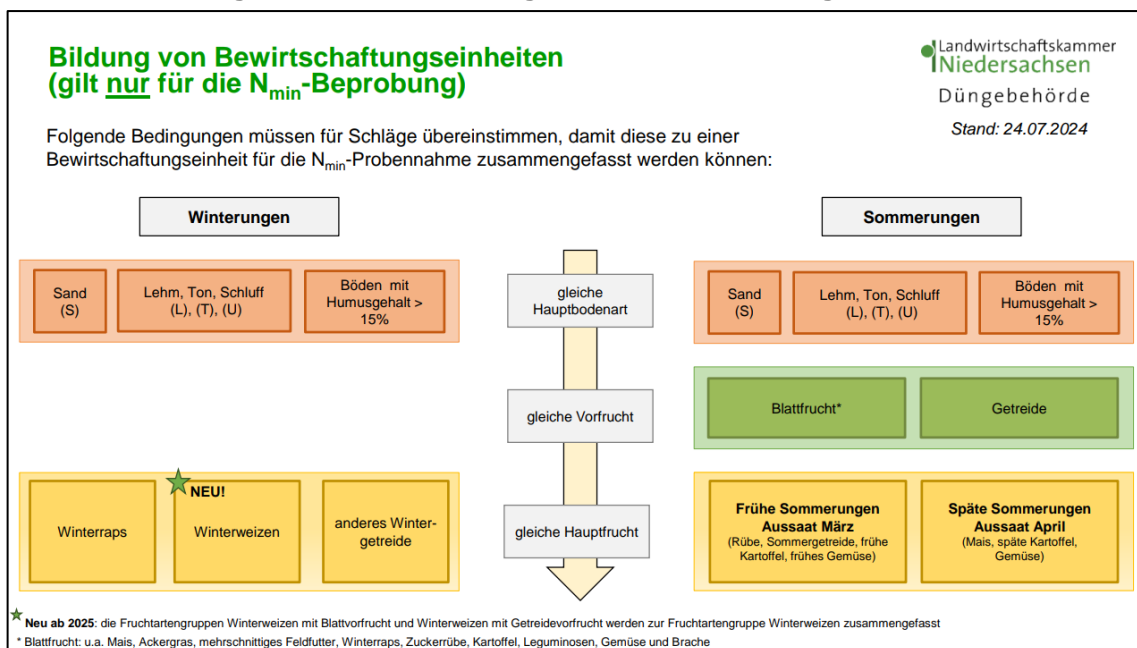 Bildung von Bewirtschaftungseinheiten
(gilt nur für die Nmin-Beprobung)
Landwirtschaftskammer
Niedersachsen
Düngebehörde
Stand: 24.07.2024
Folgende Bedingungen müssen für Schläge übereinstimmen, damit diese zu einer
Bewirtschaftungseinheit für die Nmin-Probennahme zusammengefasst werden können:
Winterungen
Sommerungen
Sand
(S)
Lehm, Ton, Schluff
(L), (T), (U)
Böden mit
Humusgehalt >
15%
gleiche
Hauptbodenart
Sand
(S)
Lehm, Ton, Schluff
(L), (T), (U)
Böden mit
Humusgehalt >
15%
gleiche Vorfrucht
Blattfrucht*
Getreide
Winterraps
NEU!
Winterweizen
anderes Winter-
getreide
gleiche Hauptfrucht
Frühe Sommerungen
Aussaat März
(Rübe, Sommergetreide, frühe
Kartoffel, frühes Gemüse)
Späte Sommerungen
Aussaat April
(Mais, späte Kartoffel,
Gemüse)
Neu ab 2025: die Fruchtartengruppen Winterweizen mit Blattvorfrucht und Winterweizen mit Getreidevorfrucht werden zur Fruchtartengruppe Winterweizen zusammengefasst
* Blattfrucht: u.a. Mais, Ackergras, mehrschnittiges Feldfutter, Winterraps, Zuckerrübe, Kartoffel, Leguminosen, Gemüse und Brache